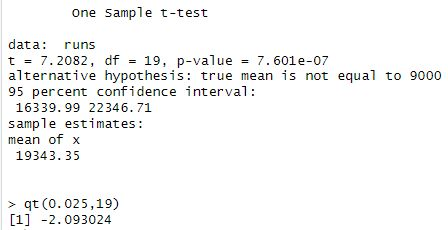 One Sample t-test
data: runs
t = 7.2082, df = 19, p-value = 7.601e-07
alternative hypothesis: true mean is not equal to 9000
95 percent confidence interval:
16339.99 22346.71
sample estimates:
mean of x
19343.35
> qt(0.025,19)
[1] -2.093024